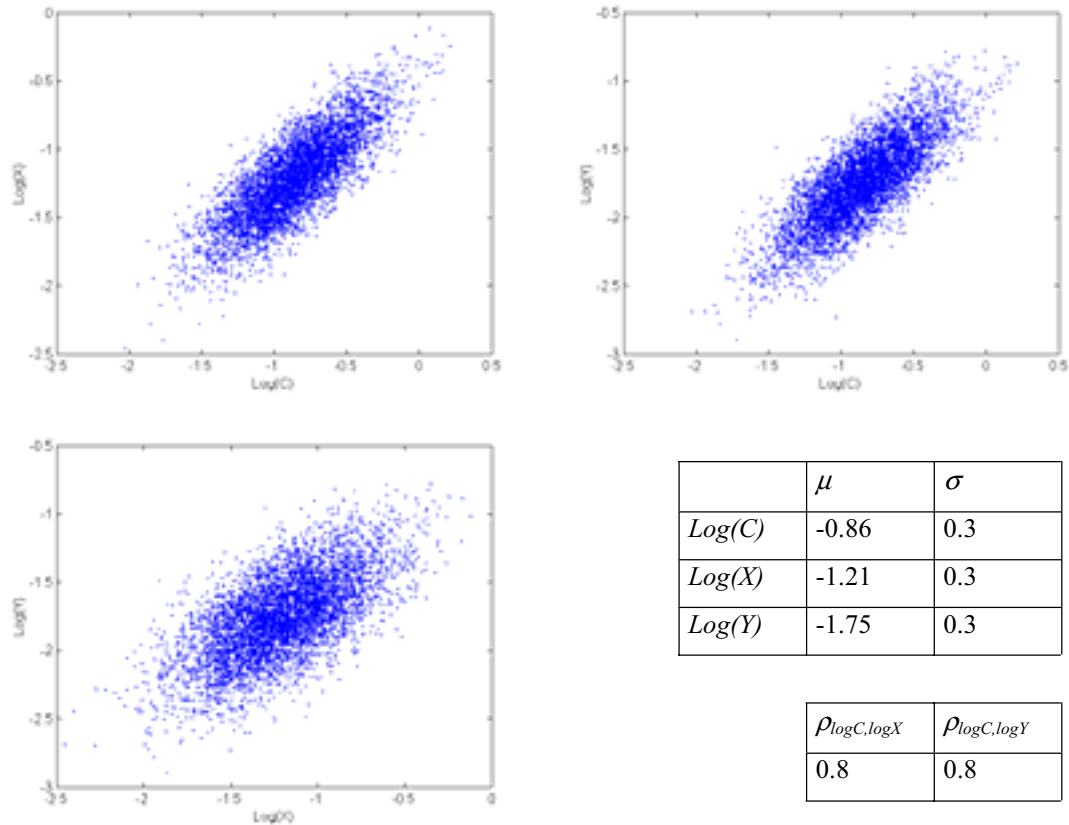 0
-0.5
-1
-1.5
-2
-2.5
-2.5 -2 -1.5 -1 -0.5 0 0.5
Log(X)
Log(C)
-0.5
-1
-1.5
-2
-2.5
-3
-2.5 -2 -1.5 -1 -0.5 0 0.5
Log(Y)
Log(C)
-0.5
-1
-1.5
-2
-2.5
-3
-2.5 -2 -1.5 -1 -0.5 0
Log(Y)
Log(X)
μ σ
Log(C) -0.86 0.3
Log(X) -1.21 0.3
Log(Y) -1.75 0.3
ρlogC,logX ρlogC,logY
0.8 0.8